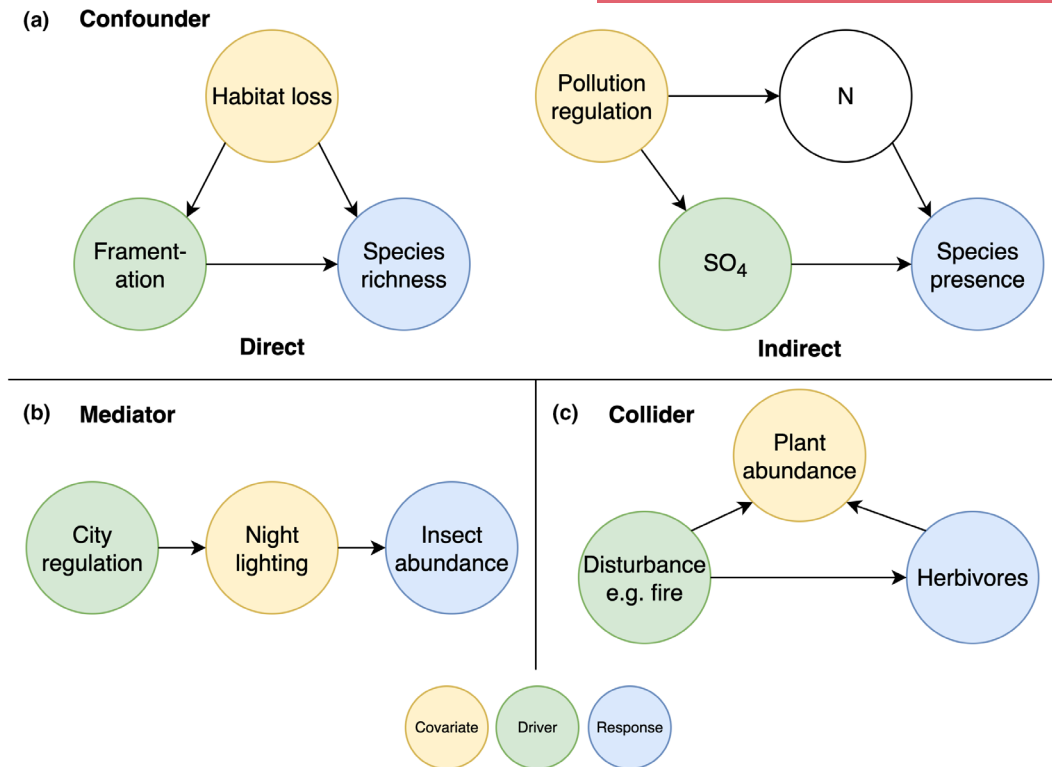 (a) Confounder
Habitat loss
Frament-
ation
Species
richness
Direct
Pollution
regulation
N
SO4
Species
presence
Indirect
(b) Mediator
City
regulation
Night
lighting
Insect
abundance
(c) Collider
Plant
abundance
Disturbance
e.g. fire
Herbivores
Covariate
Driver
Response